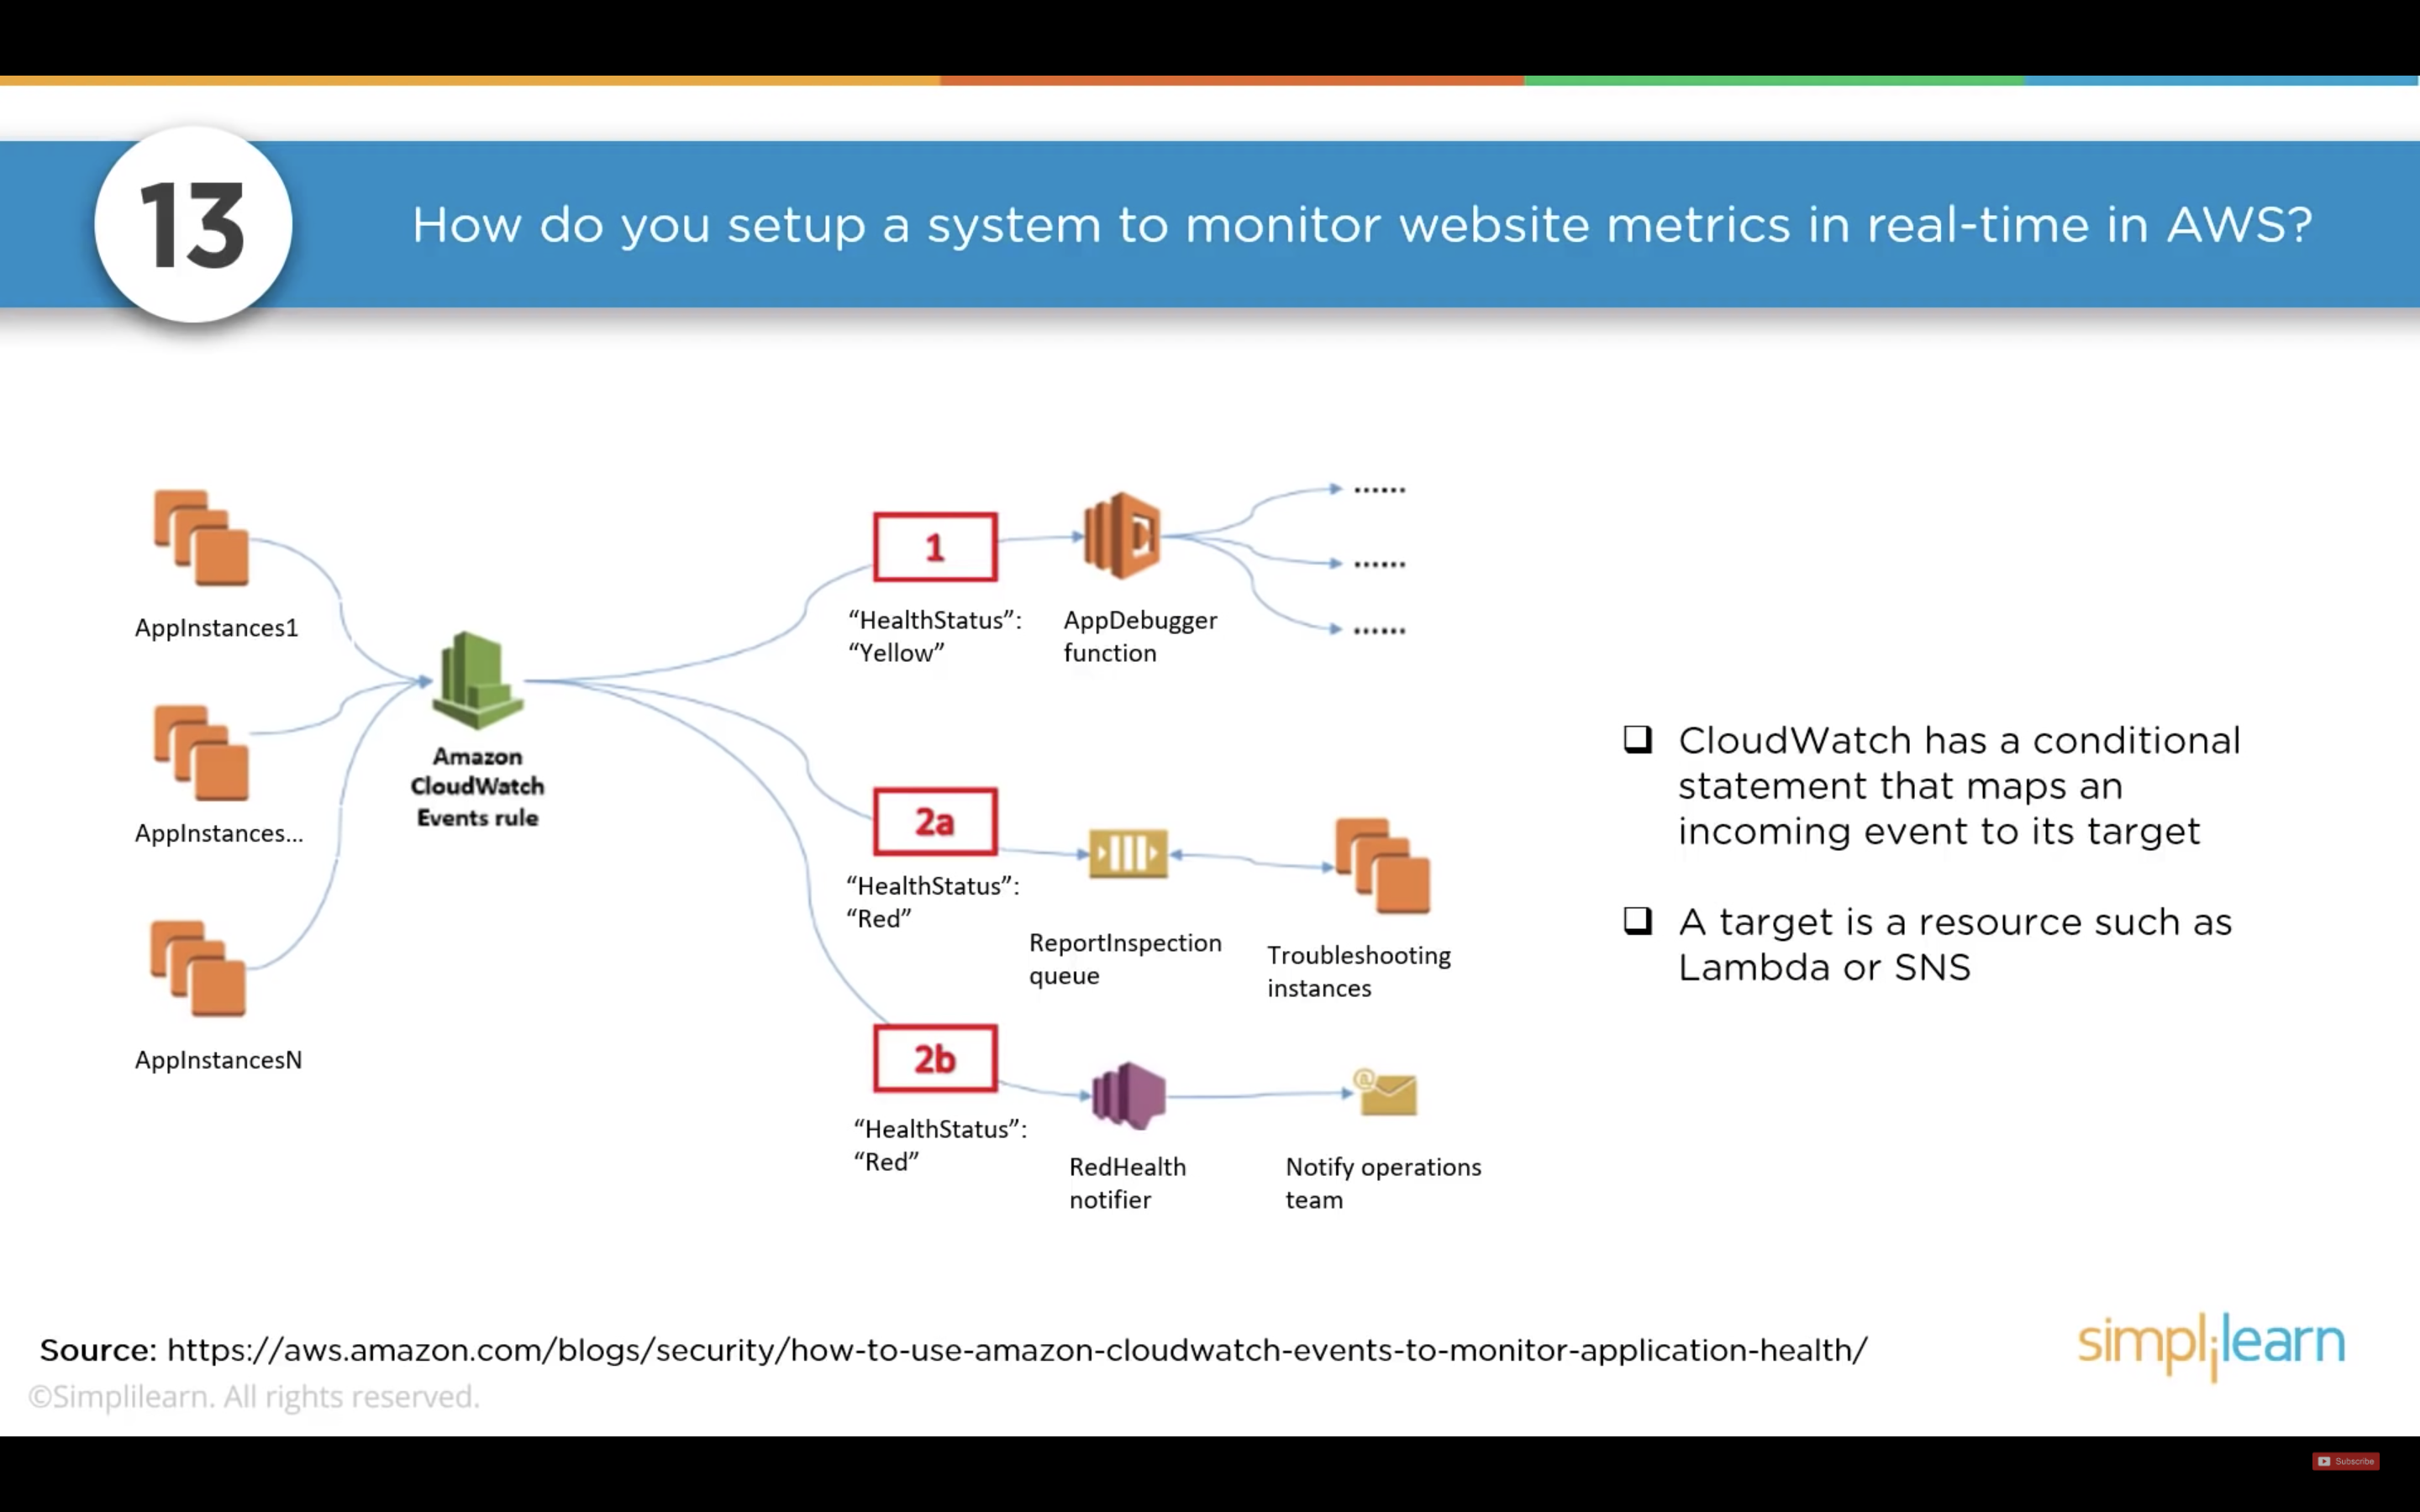 13
How do you setup a system to monitor website metrics in real-time in AWS?
AppInstances1
AppInstances...
AppInstancesN
Amazon
CloudWatch
Events rule
1
“HealthStatus”:
“Yellow”
AppDebugger
function
......
......
......
2a
“HealthStatus”:
“Red”
ReportInspection
queue
Troubleshooting
instances
2b
“HealthStatus”:
“Red”
RedHealth
notifier
@
Notify operations
team
CloudWatch has a conditional
statement that maps an
incoming event to its target
A target is a resource such as
Lambda or SNS
Source: https://aws.amazon.com/blogs/security/how-to-use-amazon-cloudwatch-events-to-monitor-application-health/
©Simplilearn. All rights reserved.
simplilearn
Subscribe